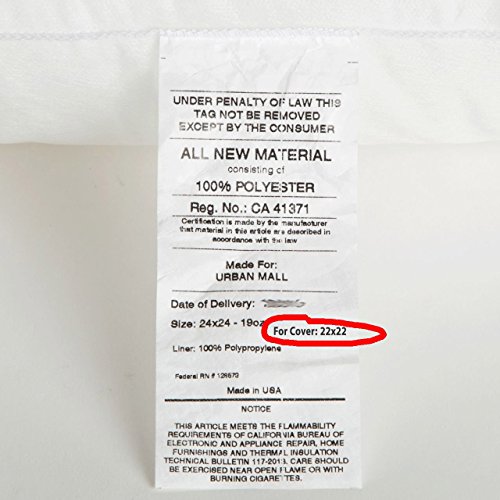 UNDER PENALTY OF LAW THIS
TAG NOT BE REMOVED
EXCEPT BY THE CONSUMER
ALL NEW MATERIAL
consisting of
100% POLYESTER
Reg. No.: CA 41371
Certification is made by the manufacturer
that material in this article are described in
accordance with the law
Made For:
URBAN MALL
Date of Delivery:
Size: 24x24 - 19oz
For Cover: 22x22
Liner: 100% Polypropylene
Federal RN # 128679
Made in USA
NOTICE
THIS ARTICLE MEETS THE FLAMMABILITY
REQUIREMENTS OF CALIFORNIA BUREAU OF
ELECTRONIC AND APPLIANCE REPAIR, HOME
FURNISHINGS AND THERMAL INSULATION
TECHNICAL BULLETIN 117-2013. CARE SHOULD
BE EXERCISED NEAR OPEN FLAME OR WITH
BURNING CIGARETTES.